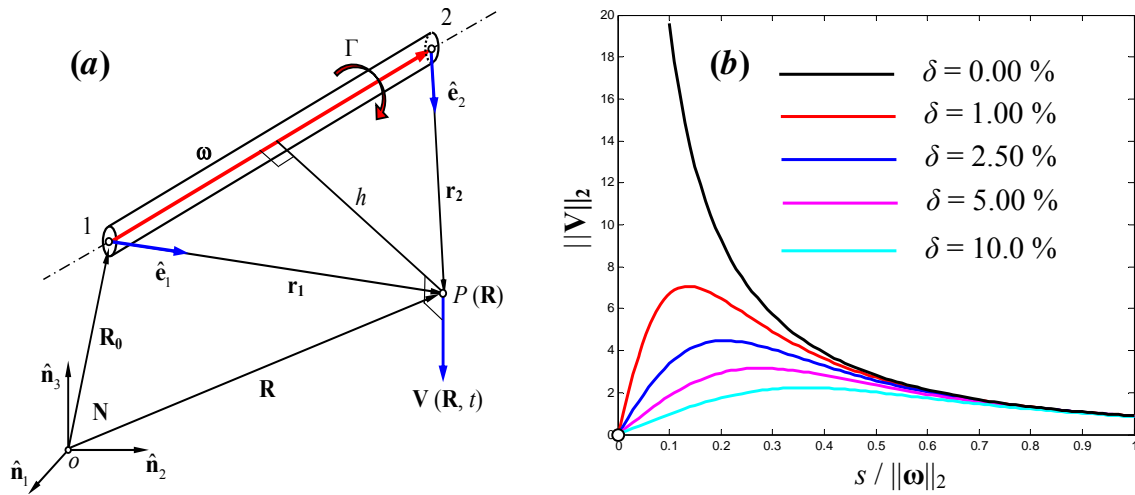 (a)
2
Γ
ê₂
ω
h
r₂
1
ê₁
r₁
P (R)
R₀
n̂₃
R
V (R, t)
N
o
n̂₁
n̂₂
(b)
||V||₂
20
18
16
14
12
10
8
6
4
2
0
δ = 0.00 %
δ = 1.00 %
δ = 2.50 %
δ = 5.00 %
δ = 10.0 %
0 0.1 0.2 0.3 0.4 0.5 0.6 0.7 0.8 0.9 1
s / ||ω||₂